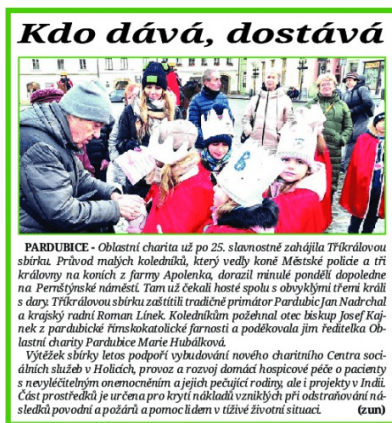 Kdo dává, dostává
PARDUBICE - Oblastní charita tu už po 25. slavnostně zahájila Tříkrálovou
sbírku. Průvod malých koledníků, který vedly koně Městské policie a tři
královny na koních z farmy Apolenka, dorazil minulé pondělí dopoledne
na Pernštýnské náměstí. Tam už čekali hosté spolu s obvyklými třemi králi
s dary. Tříkrálovou sbírku zaštítili tradičně primátor Pardubic Jan Nadrchal
a krajský radní Roman Línek. Koledníkům požehnal otec biskup Josef Kaj-
nek z pardubické římskokatolické farnosti a poděkovala jim ředitelka Ob-
lastní charity Pardubice Marie Hubálková.
Výtěžek sbírky letos podpoří vybudování nového charitního Centra soci-
álních služeb v Holicích, provoz a rozvoj domácí hospicové péče o pacienty
s nevyléčitelným onemocněním a jejich pečující rodiny, ale i projekty v Indii.
Část prostředků je určena pro krytí nákladů vzniklých při odstraňování ná-
sledků povodní a požárů a pomoc lidem v tíživé životní situaci. (zun)